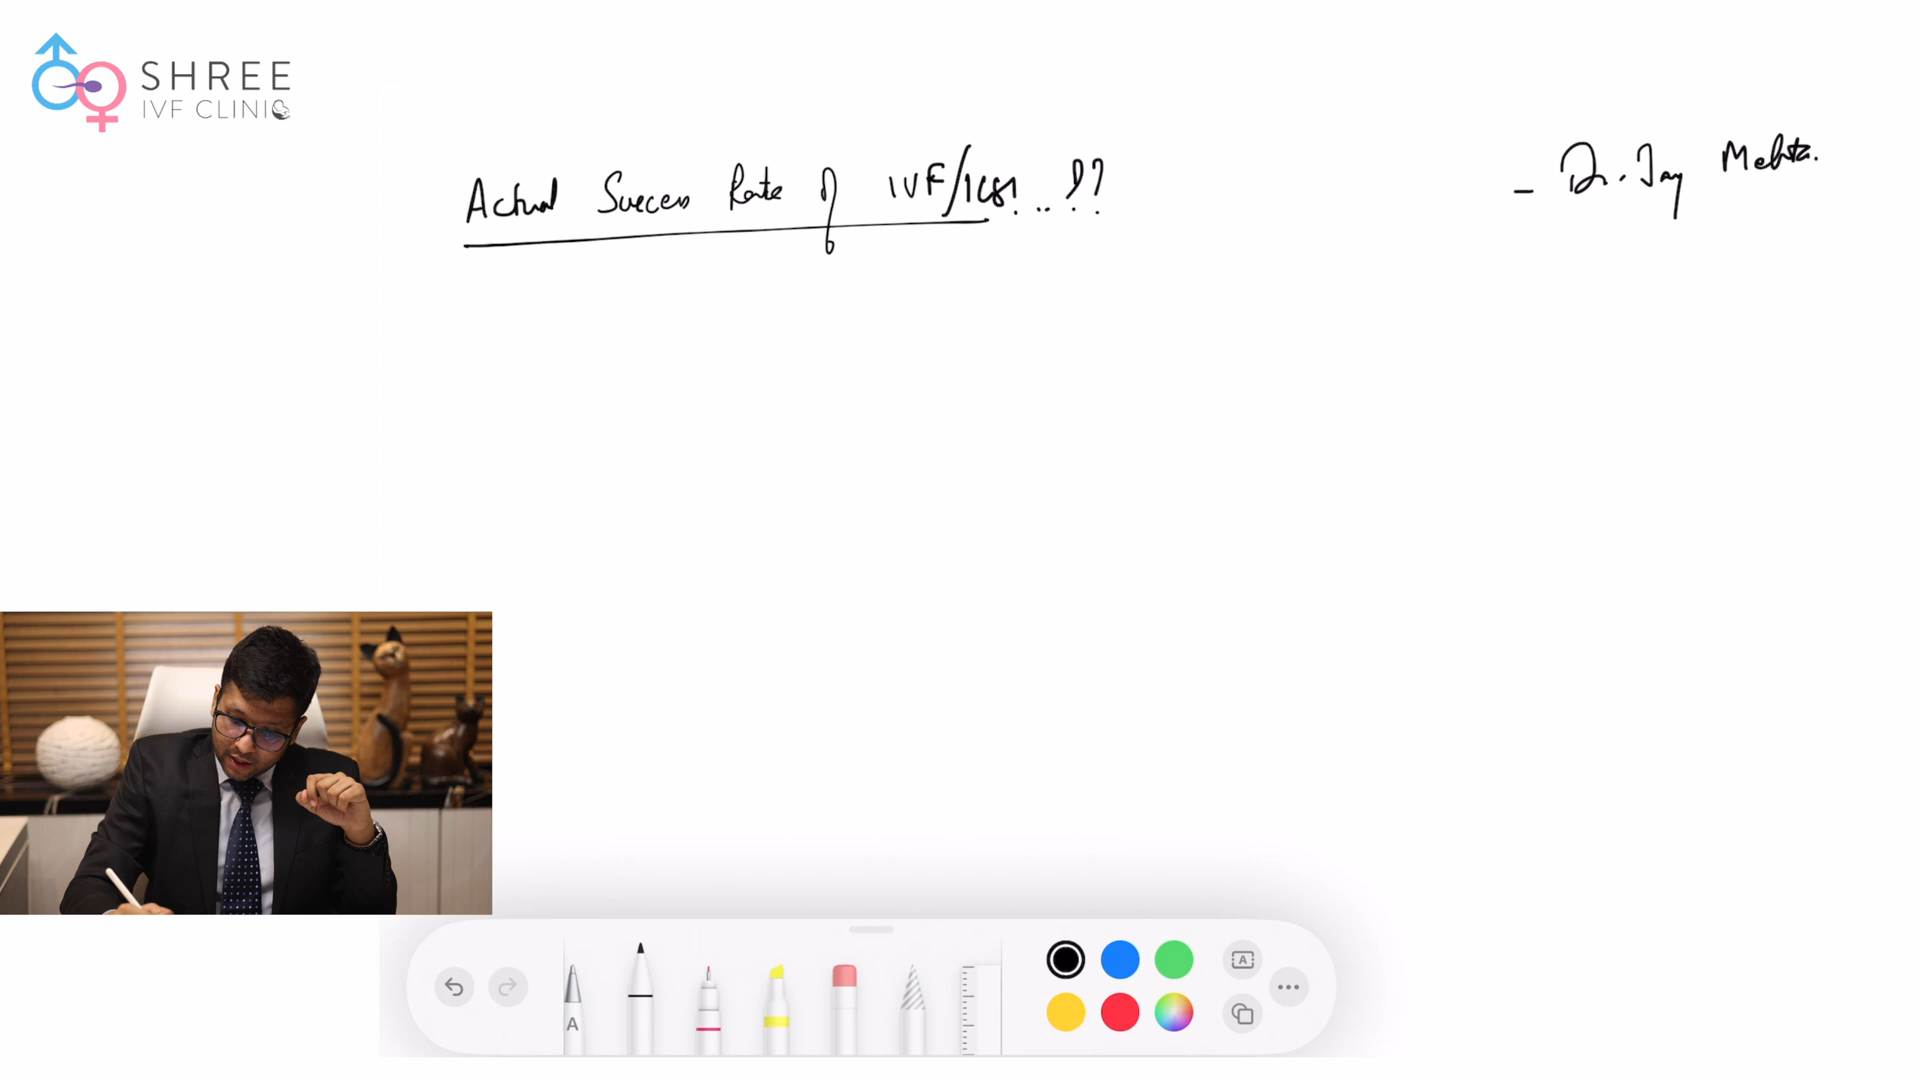 SHREE
IVF CLINIC
Actual Success Rate of IVF/ICSI...!??
- Dr. Jay Mehta.
A
A